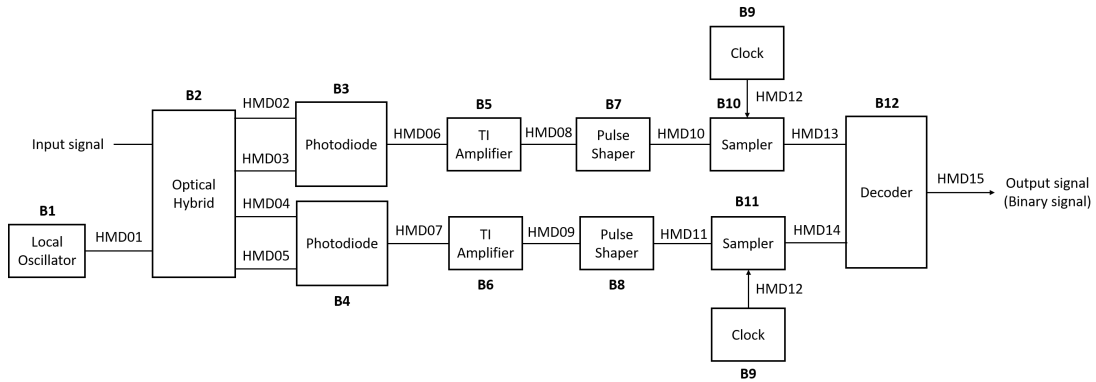 B9
Clock
HMD12
B2
B3
B5
B7
B10
B12
HMD02
Input signal
Photodiode
HMD06
TI
Amplifier
HMD08
Pulse
Shaper
HMD10
Sampler
HMD13
HMD03
Optical
Hybrid
HMD15
Output signal
(Binary signal)
Decoder
B1
HMD04
B11
Local
Oscillator
HMD01
Photodiode
HMD07
TI
Amplifier
HMD09
Pulse
Shaper
HMD11
Sampler
HMD14
HMD05
B4
B6
B8
HMD12
Clock
B9